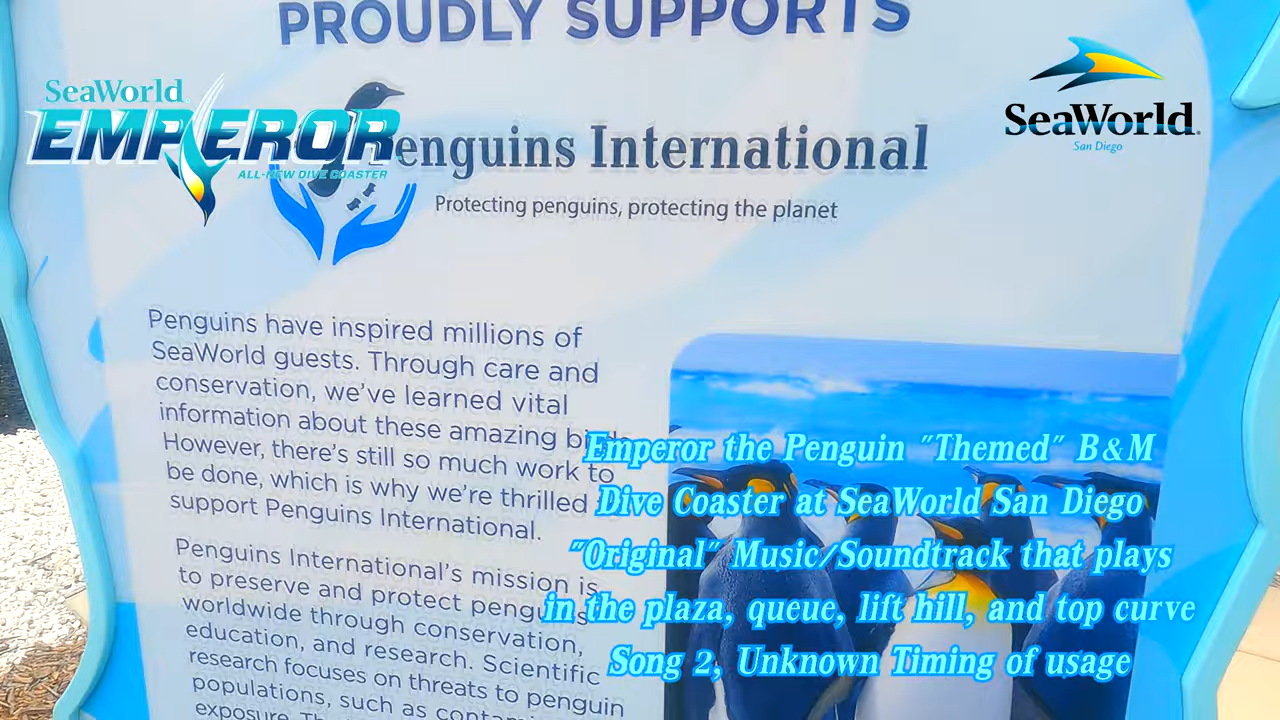 PROUDLY SUPPORTS
SeaWorld
EMPEROR
ALL-NEW DIVE COASTER
SeaWorld
San Diego
Penguins International
Protecting penguins, protecting the planet
Penguins have inspired millions of
SeaWorld guests. Through care and
conservation, we've learned vital
information about these amazing
However, there's still so much work to
be done, which is why we're thrilled
support Penguins International.
Penguins International's mission is
to preserve and protect penguins
worldwide through conservation,
education, and research. Scientific
research focuses on threats to penguin
populations, such as
exposure.
Emperor the Penguin "Themed" B&M
Dive Coaster at SeaWorld San Diego
"Original" Music/Soundtrack that plays
in the plaza, queue, lift hill, and top curve
Song 2, Unknown Timing of usage